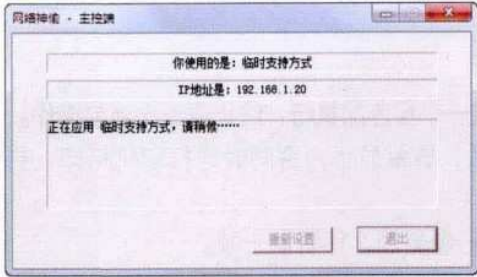 网络神偷 - 主控端
你使用的是：临时支持方式
IP地址是：192.168.1.20
正在应用 临时支持方式，请稍候……
重新设置
退出